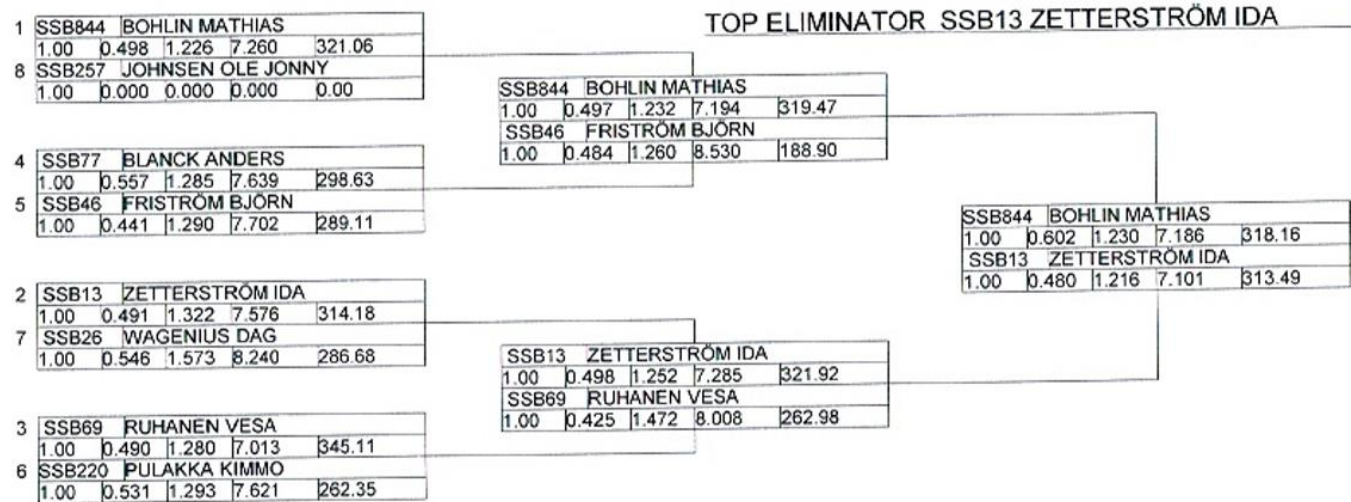 TOP ELIMINATOR SSB13 ZETTERSTRÖM IDA
1 SSB844 BOHLIN MATHIAS
1.00 0.498 1.226 7.260 321.06
8 SSB257 JOHNSEN OLE JONNY
1.00 0.000 0.000 0.000 0.00
4 SSB77 BLANCK ANDERS
1.00 0.557 1.285 7.639 298.63
5 SSB46 FRISTRÖM BJÖRN
1.00 0.441 1.290 7.702 289.11
2 SSB13 ZETTERSTRÖM IDA
1.00 0.491 1.322 7.576 314.18
7 SSB26 WAGENIUS DAG
1.00 0.546 1.573 8.240 286.68
3 SSB69 RUHANEN VESA
1.00 0.490 1.280 7.013 345.11
6 SSB220 PULAKKA KIMMO
1.00 0.531 1.293 7.621 262.35
SSB844 BOHLIN MATHIAS
1.00 0.497 1.232 7.194 319.47
SSB46 FRISTRÖM BJÖRN
1.00 0.484 1.260 8.530 188.90
SSB13 ZETTERSTRÖM IDA
1.00 0.498 1.252 7.285 321.92
SSB69 RUHANEN VESA
1.00 0.425 1.472 8.008 262.98
SSB844 BOHLIN MATHIAS
1.00 0.602 1.230 7.186 318.16
SSB13 ZETTERSTRÖM IDA
1.00 0.480 1.216 7.101 313.49